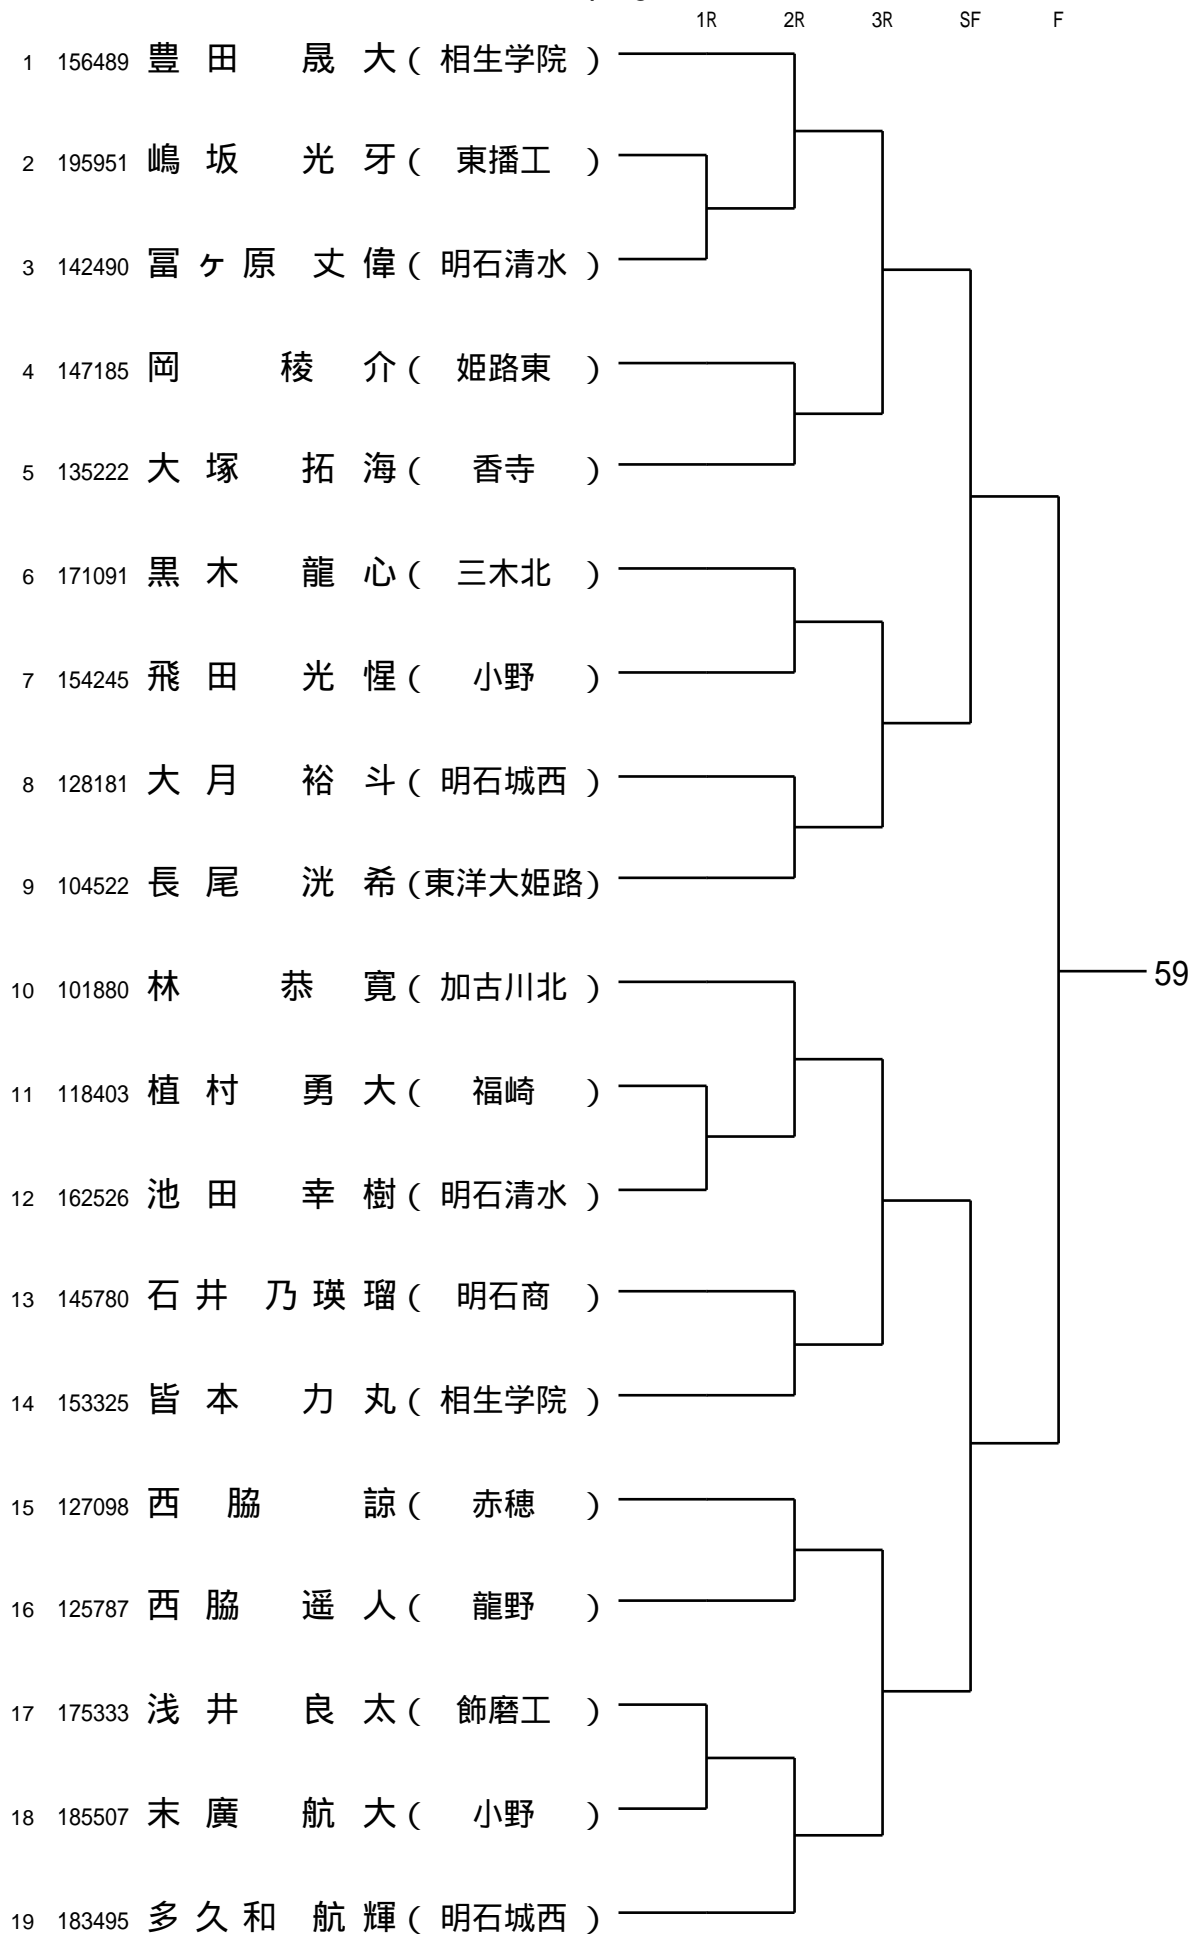 1R 2R 3R SF F
1 156489 豊田 晟大 ( 相生学院 )
2 195951 嶋坂 光牙 ( 東播工 )
3 142490 冨ヶ原 丈偉 ( 明石清水 )
4 147185 岡 稜介 ( 姫路東 )
5 135222 大塚 拓海 ( 香寺 )
6 171091 黒木 龍心 ( 三木北 )
7 154245 飛田 光惺 ( 小野 )
8 128181 大月 裕斗 ( 明石城西 )
9 104522 長尾 洸希 (東洋大姫路)
59
10 101880 林 恭寛 ( 加古川北 )
11 118403 植村 勇大 ( 福崎 )
12 162526 池田 幸樹 ( 明石清水 )
13 145780 石井 乃瑛瑠 ( 明石商 )
14 153325 皆本 力丸 ( 相生学院 )
15 127098 西脇 諒 ( 赤穂 )
16 125787 西脇 遥人 ( 龍野 )
17 175333 浅井 良太 ( 飾磨工 )
18 185507 末廣 航大 ( 小野 )
19 183495 多久和 航輝 ( 明石城西 )